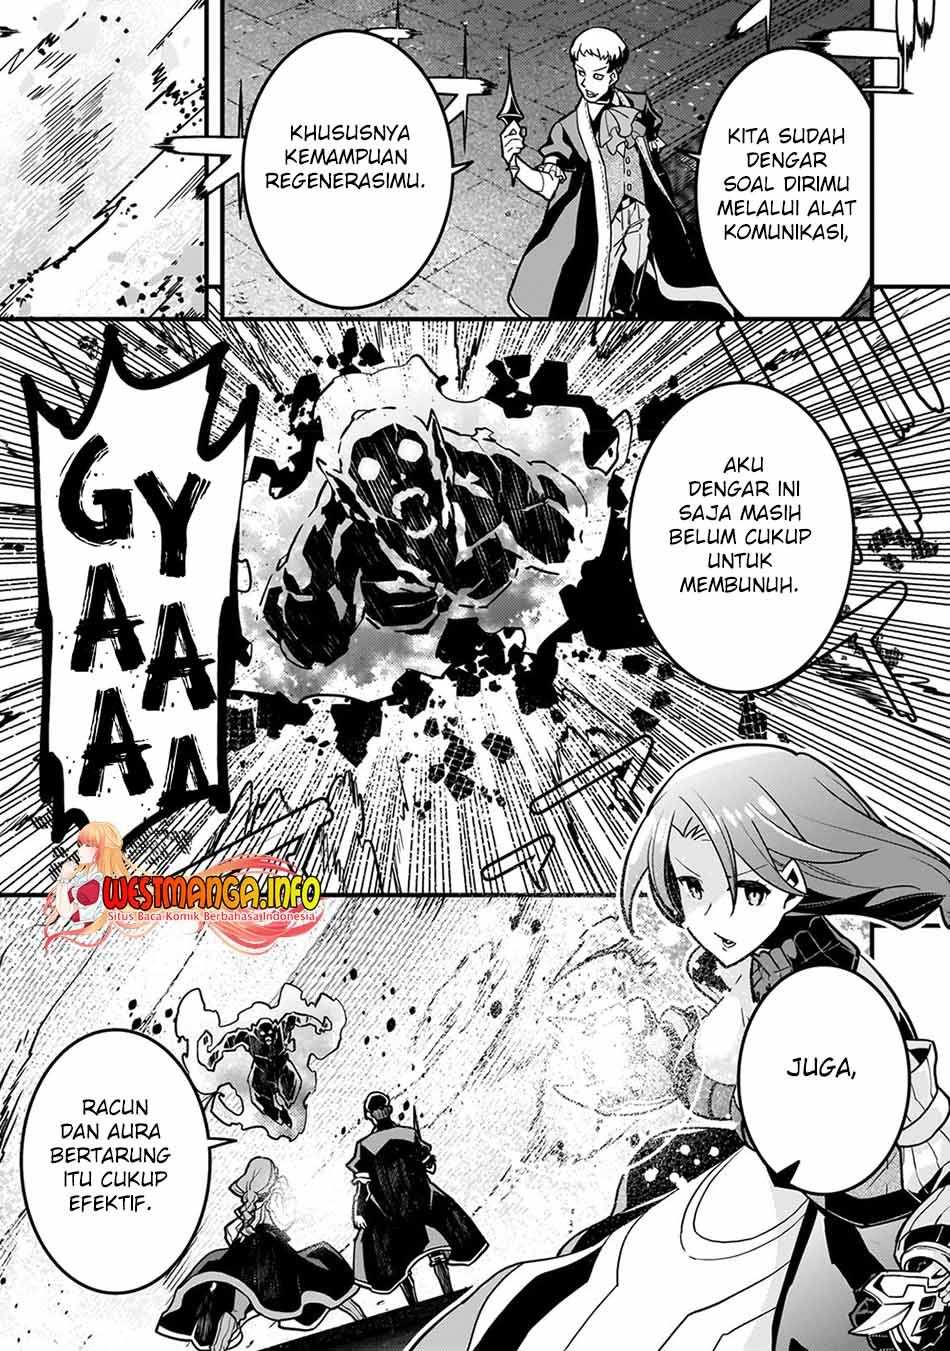 KITA SUDAH
DENGAR
SOAL DIRIMU
MELALUI ALAT
KOMUNIKASI,
KHUSUSNYA
KEMAMPUAN
REGENERASIMU.
AKU
DENGAR INI
SAJA MASIH
BELUM CUKUP
UNTUK
MEMBUNUH.
GYAAAAAA
WESTMANGA.INFO
Situs Baca Komik Berbahasa Indonesia
JUGA,
RACUN
DAN AURA
BERTARUNG
ITU CUKUP
EFEKTIF.